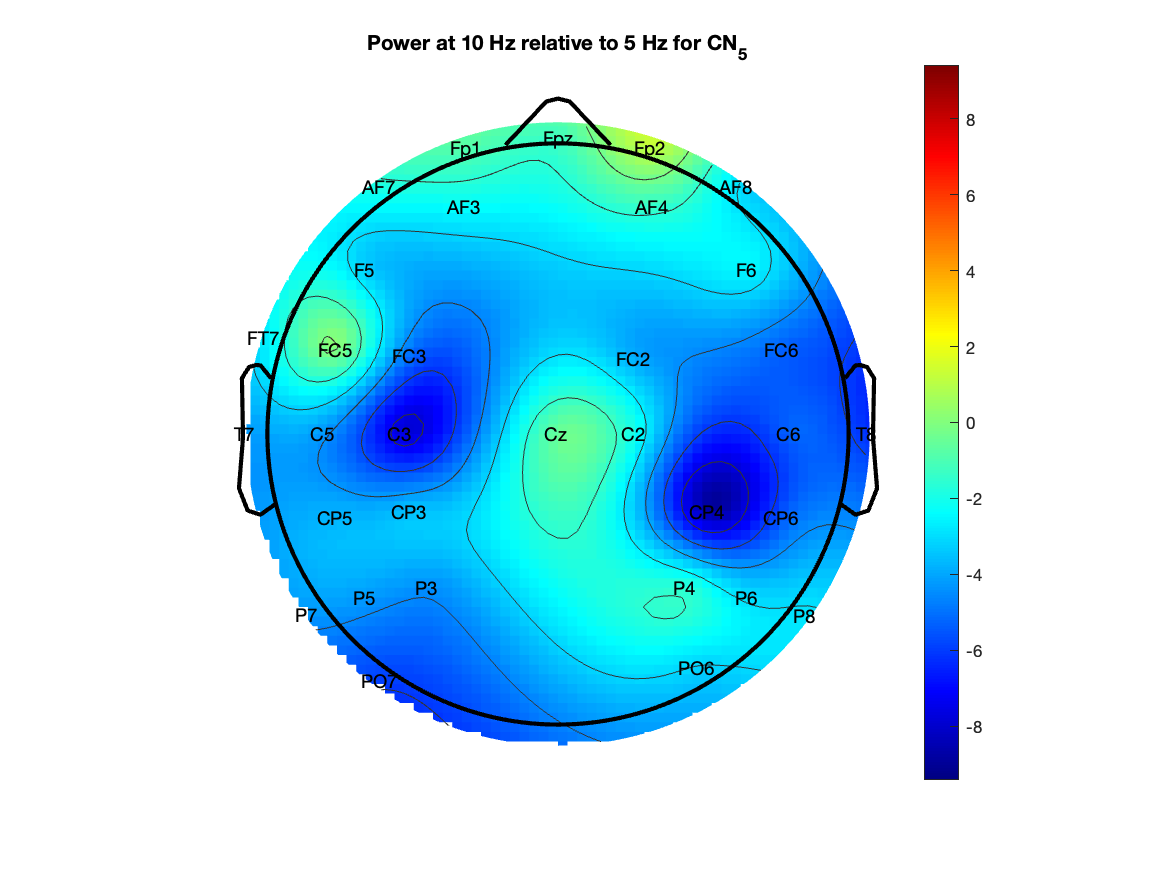 Power at 10 Hz relative to 5 Hz for CN5
Fp1 Fpz Fp2
AF7 AF8
AF3 AF4
F5 F6
FT7 FC5 FC3 FC2 FC6
T7 C5 C3 Cz C2 C6 T8
CP5 CP3 CP4 CP6
P7 P5 P3 P4 P6 P8
PO7 PO6
8
6
4
2
0
-2
-4
-6
-8